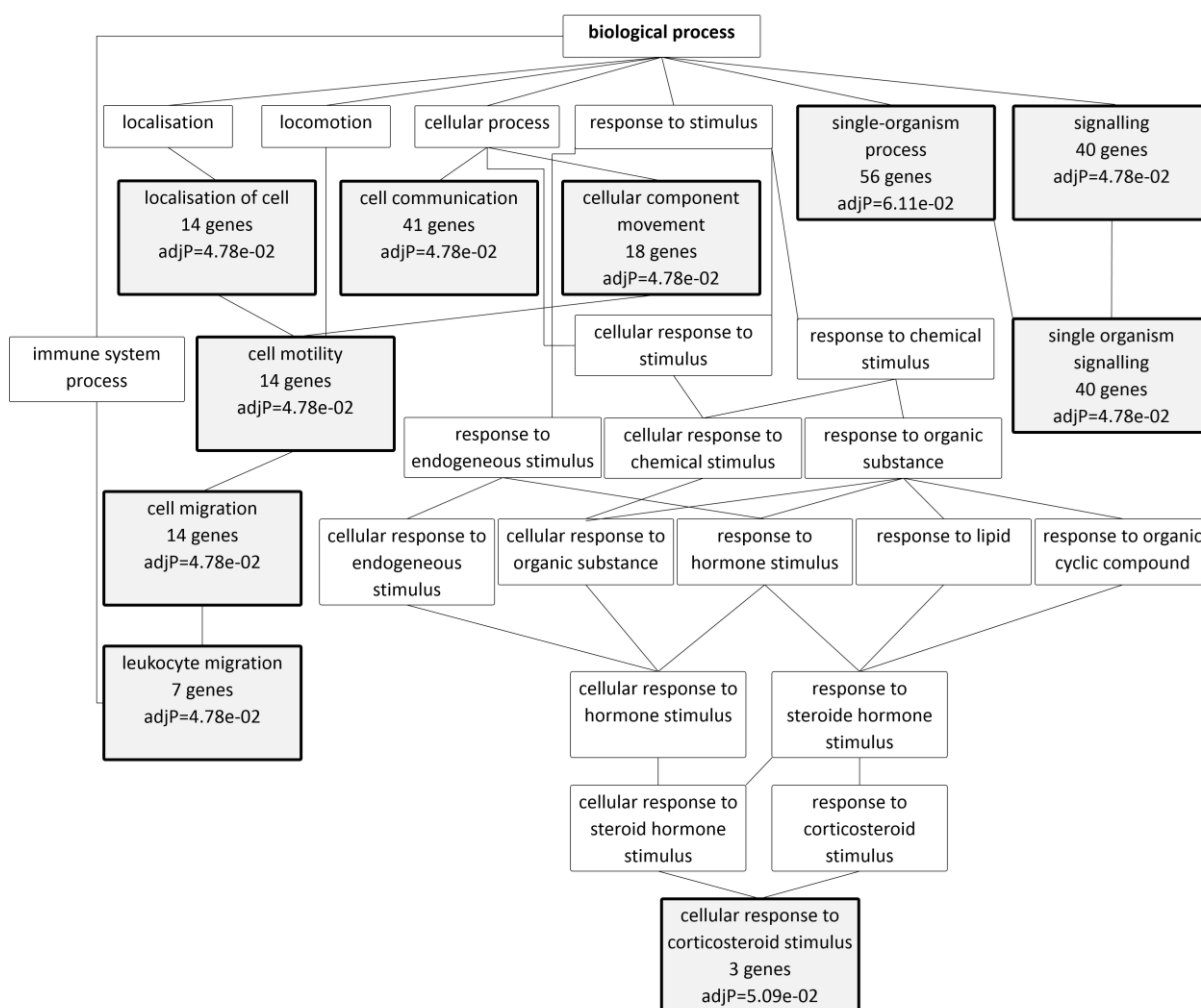 biological process
localisation
locomotion
cellular process
response to stimulus
single-organism
process
56 genes
adjP=6.11e-02
signalling
40 genes
adjP=4.78e-02
localisation of cell
14 genes
adjP=4.78e-02
cell communication
41 genes
adjP=4.78e-02
cellular component
movement
18 genes
adjP=4.78e-02
immune system
process
cell motility
14 genes
adjP=4.78e-02
cellular response to
stimulus
response to chemical
stimulus
single organism
signalling
40 genes
adjP=4.78e-02
response to
endogeneous stimulus
cellular response to
chemical stimulus
response to organic
substance
cell migration
14 genes
adjP=4.78e-02
cellular response to
endogeneous
stimulus
cellular response to
organic substance
response to
hormone stimulus
response to lipid
response to organic
cyclic compound
leukocyte migration
7 genes
adjP=4.78e-02
cellular response to
hormone stimulus
response to
steroide hormone
stimulus
cellular response to
steroid hormone
stimulus
response to
corticosteroid
stimulus
cellular response to
corticosteroid stimulus
3 genes
adjP=5.09e-02